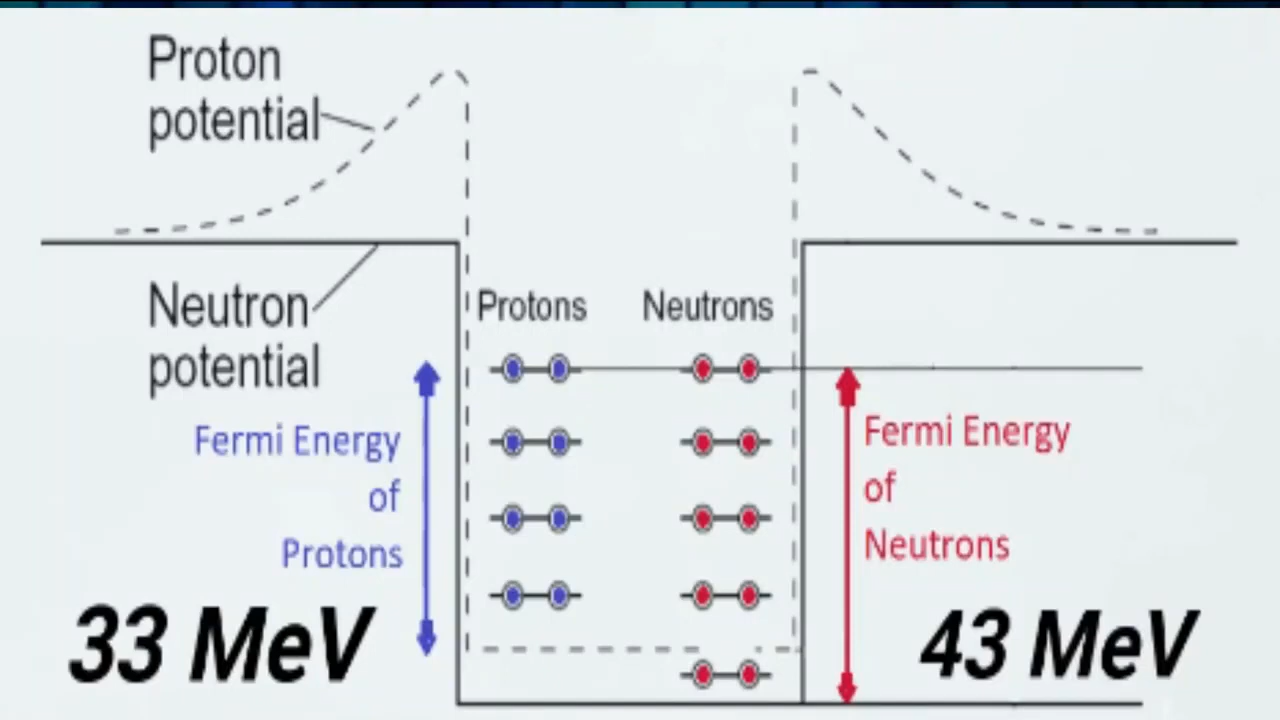 Proton
potential
Neutron
potential
Protons
Neutrons
Fermi Energy
of
Protons
33 MeV
Fermi Energy
of
Neutrons
43 MeV